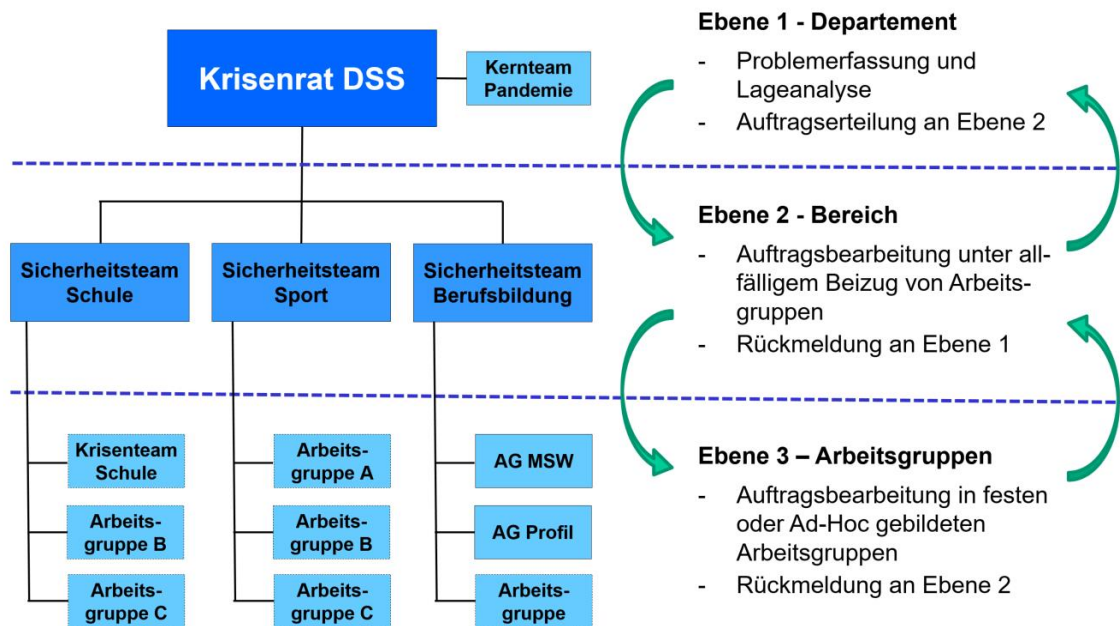 Krisenrat DSS
Kernteam
Pandemie
Ebene 1 - Departement
- Problemerfassung und
Lageanalyse
- Auftragserteilung an Ebene 2
Sicherheitsteam
Schule
Sicherheitsteam
Sport
Sicherheitsteam
Berufsbildung
Ebene 2 - Bereich
- Auftragsbearbeitung unter all-
fälligem Beizug von Arbeits-
gruppen
- Rückmeldung an Ebene 1
Krisenteam
Schule
Arbeits-
gruppe B
Arbeits-
gruppe C
Arbeits-
gruppe A
Arbeits-
gruppe B
Arbeits-
gruppe C
AG MSW
AG Profil
Arbeits-
gruppe
Ebene 3 – Arbeitsgruppen
- Auftragsbearbeitung in festen
oder Ad-Hoc gebildeten
Arbeitsgruppen
- Rückmeldung an Ebene 2